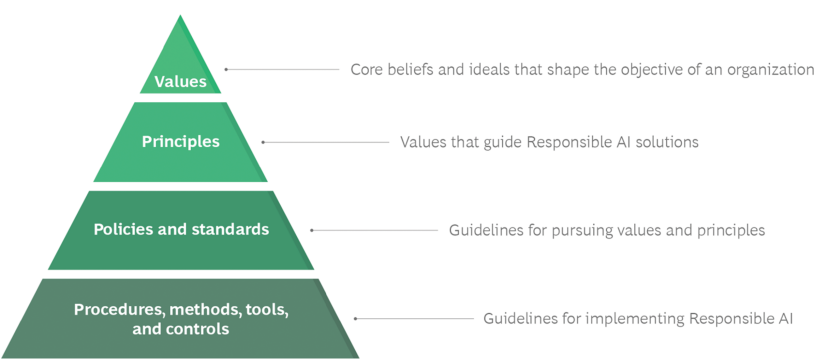 Values
Core beliefs and ideals that shape the objective of an organization
Principles
Values that guide Responsible AI solutions
Policies and standards
Guidelines for pursuing values and principles
Procedures, methods, tools,
and controls
Guidelines for implementing Responsible AI